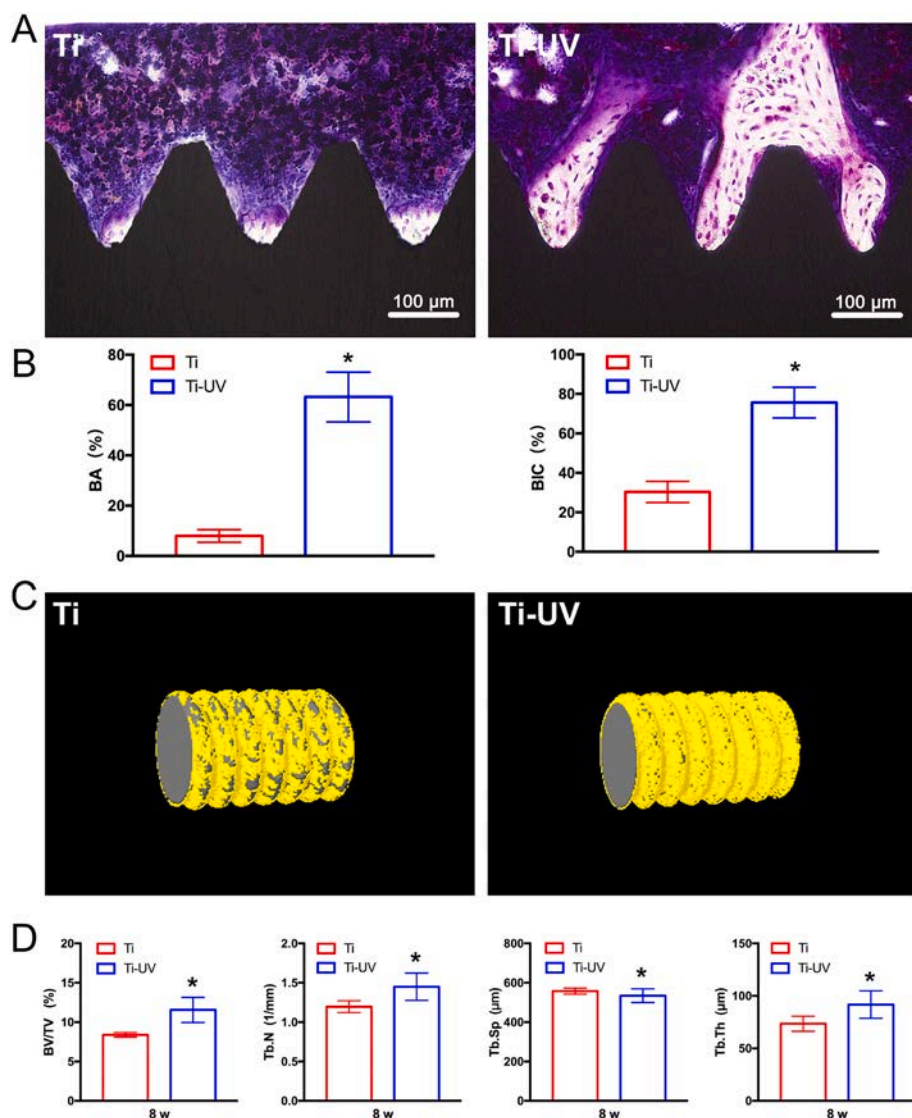 A
Ti
Ti-UV
100 µm
100 µm
B
BA (%)
80
60
40
20
0
Ti
Ti-UV
*
BIC (%)
100
80
60
40
20
0
Ti
Ti-UV
*
C
Ti
Ti-UV
D
BV/TV (%)
20
15
10
5
0
Ti
Ti-UV
*
8 w
Tb.N (1/mm)
2.0
1.5
1.0
0.5
0.0
Ti
Ti-UV
*
8 w
Tb.Sp (µm)
800
600
400
200
0
Ti
Ti-UV
*
8 w
Tb.Th (µm)
150
100
50
0
Ti
Ti-UV
*
8 w